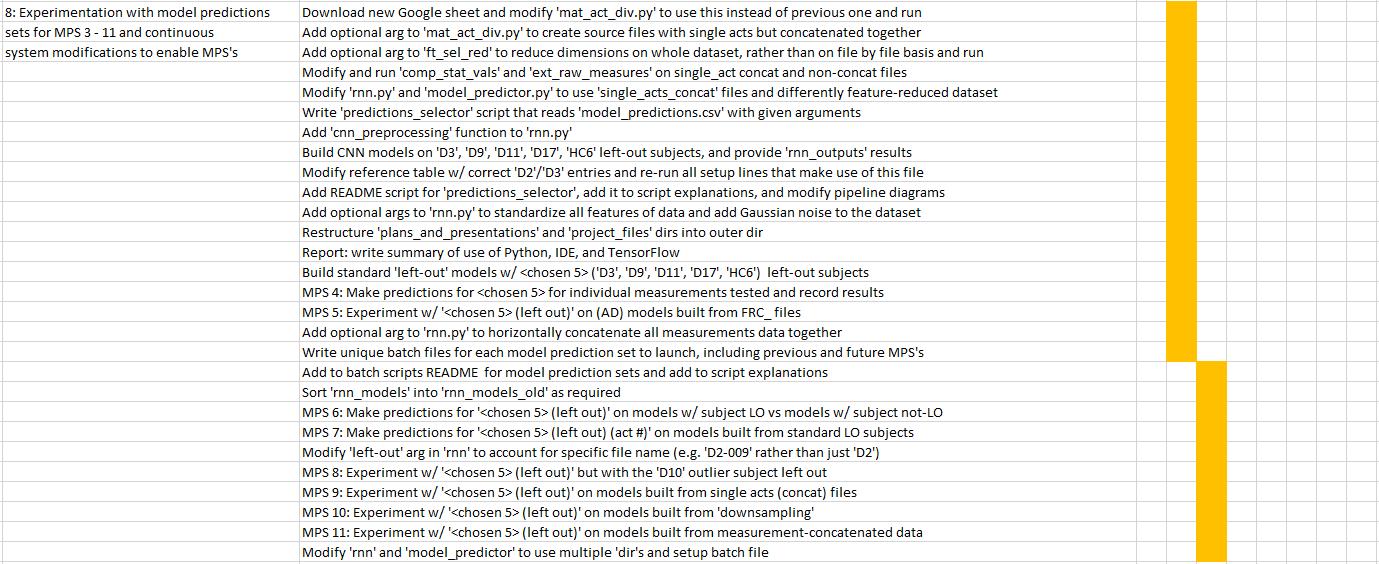 8: Experimentation with model predictions
sets for MPS 3 - 11 and continuous
system modifications to enable MPS's
Download new Google sheet and modify 'mat_act_div.py' to use this instead of previous one and run
Add optional arg to 'mat_act_div.py' to create source files with single acts but concatenated together
Add optional arg to 'ft_sel_red' to reduce dimensions on whole dataset, rather than on file by file basis and run
Modify and run 'comp_stat_vals' and 'ext_raw_measures' on single_act concat and non-concat files
Modify 'rnn.py' and 'model_predictor.py' to use 'single_acts_concat' files and differently feature-reduced dataset
Write 'predictions_selector' script that reads 'model_predictions.csv' with given arguments
Add 'cnn_preprocessing' function to 'rnn.py'
Build CNN models on 'D3', 'D9', 'D11', 'D17', 'HC6' left-out subjects, and provide 'rnn_outputs' results
Modify reference table w/ correct 'D2'/'D3' entries and re-run all setup lines that make use of this file
Add README script for 'predictions_selector', add it to script explanations, and modify pipeline diagrams
Add optional args to 'rnn.py' to standardize all features of data and add Gaussian noise to the dataset
Restructure 'plans_and_presentations' and 'project_files' dirs into outer dir
Report: write summary of use of Python, IDE, and TensorFlow
Build standard 'left-out' models w/ <chosen 5> ('D3', 'D9', 'D11', 'D17', 'HC6')  left-out subjects
MPS 4: Make predictions for <chosen 5> for individual measurements tested and record results
MPS 5: Experiment w/ '<chosen 5> (left out)' on (AD) models built from FRC_ files
Add optional arg to 'rnn.py' to horizontally concatenate all measurements data together
Write unique batch files for each model prediction set to launch, including previous and future MPS's
Add to batch scripts README  for model prediction sets and add to script explanations
Sort 'rnn_models' into 'rnn_models_old' as required
MPS 6: Make predictions for '<chosen 5> (left out)' on models w/ subject LO vs models w/ subject not-LO
MPS 7: Make predictions for '<chosen 5> (left out) (act #)' on models built from standard LO subjects
Modify 'left-out' arg in 'rnn' to account for specific file name (e.g. 'D2-009' rather than just 'D2')
MPS 8: Experiment w/ '<chosen 5> (left out)' but with the 'D10' outlier subject left out
MPS 9: Experiment w/ '<chosen 5> (left out)' on models built from single acts (concat) files
MPS 10: Experiment w/ '<chosen 5> (left out)' on models built from 'downsampling'
MPS 11: Experiment w/ '<chosen 5> (left out)' on models built from measurement-concatenated data
Modify 'rnn' and 'model_predictor' to use multiple 'dir's and setup batch file